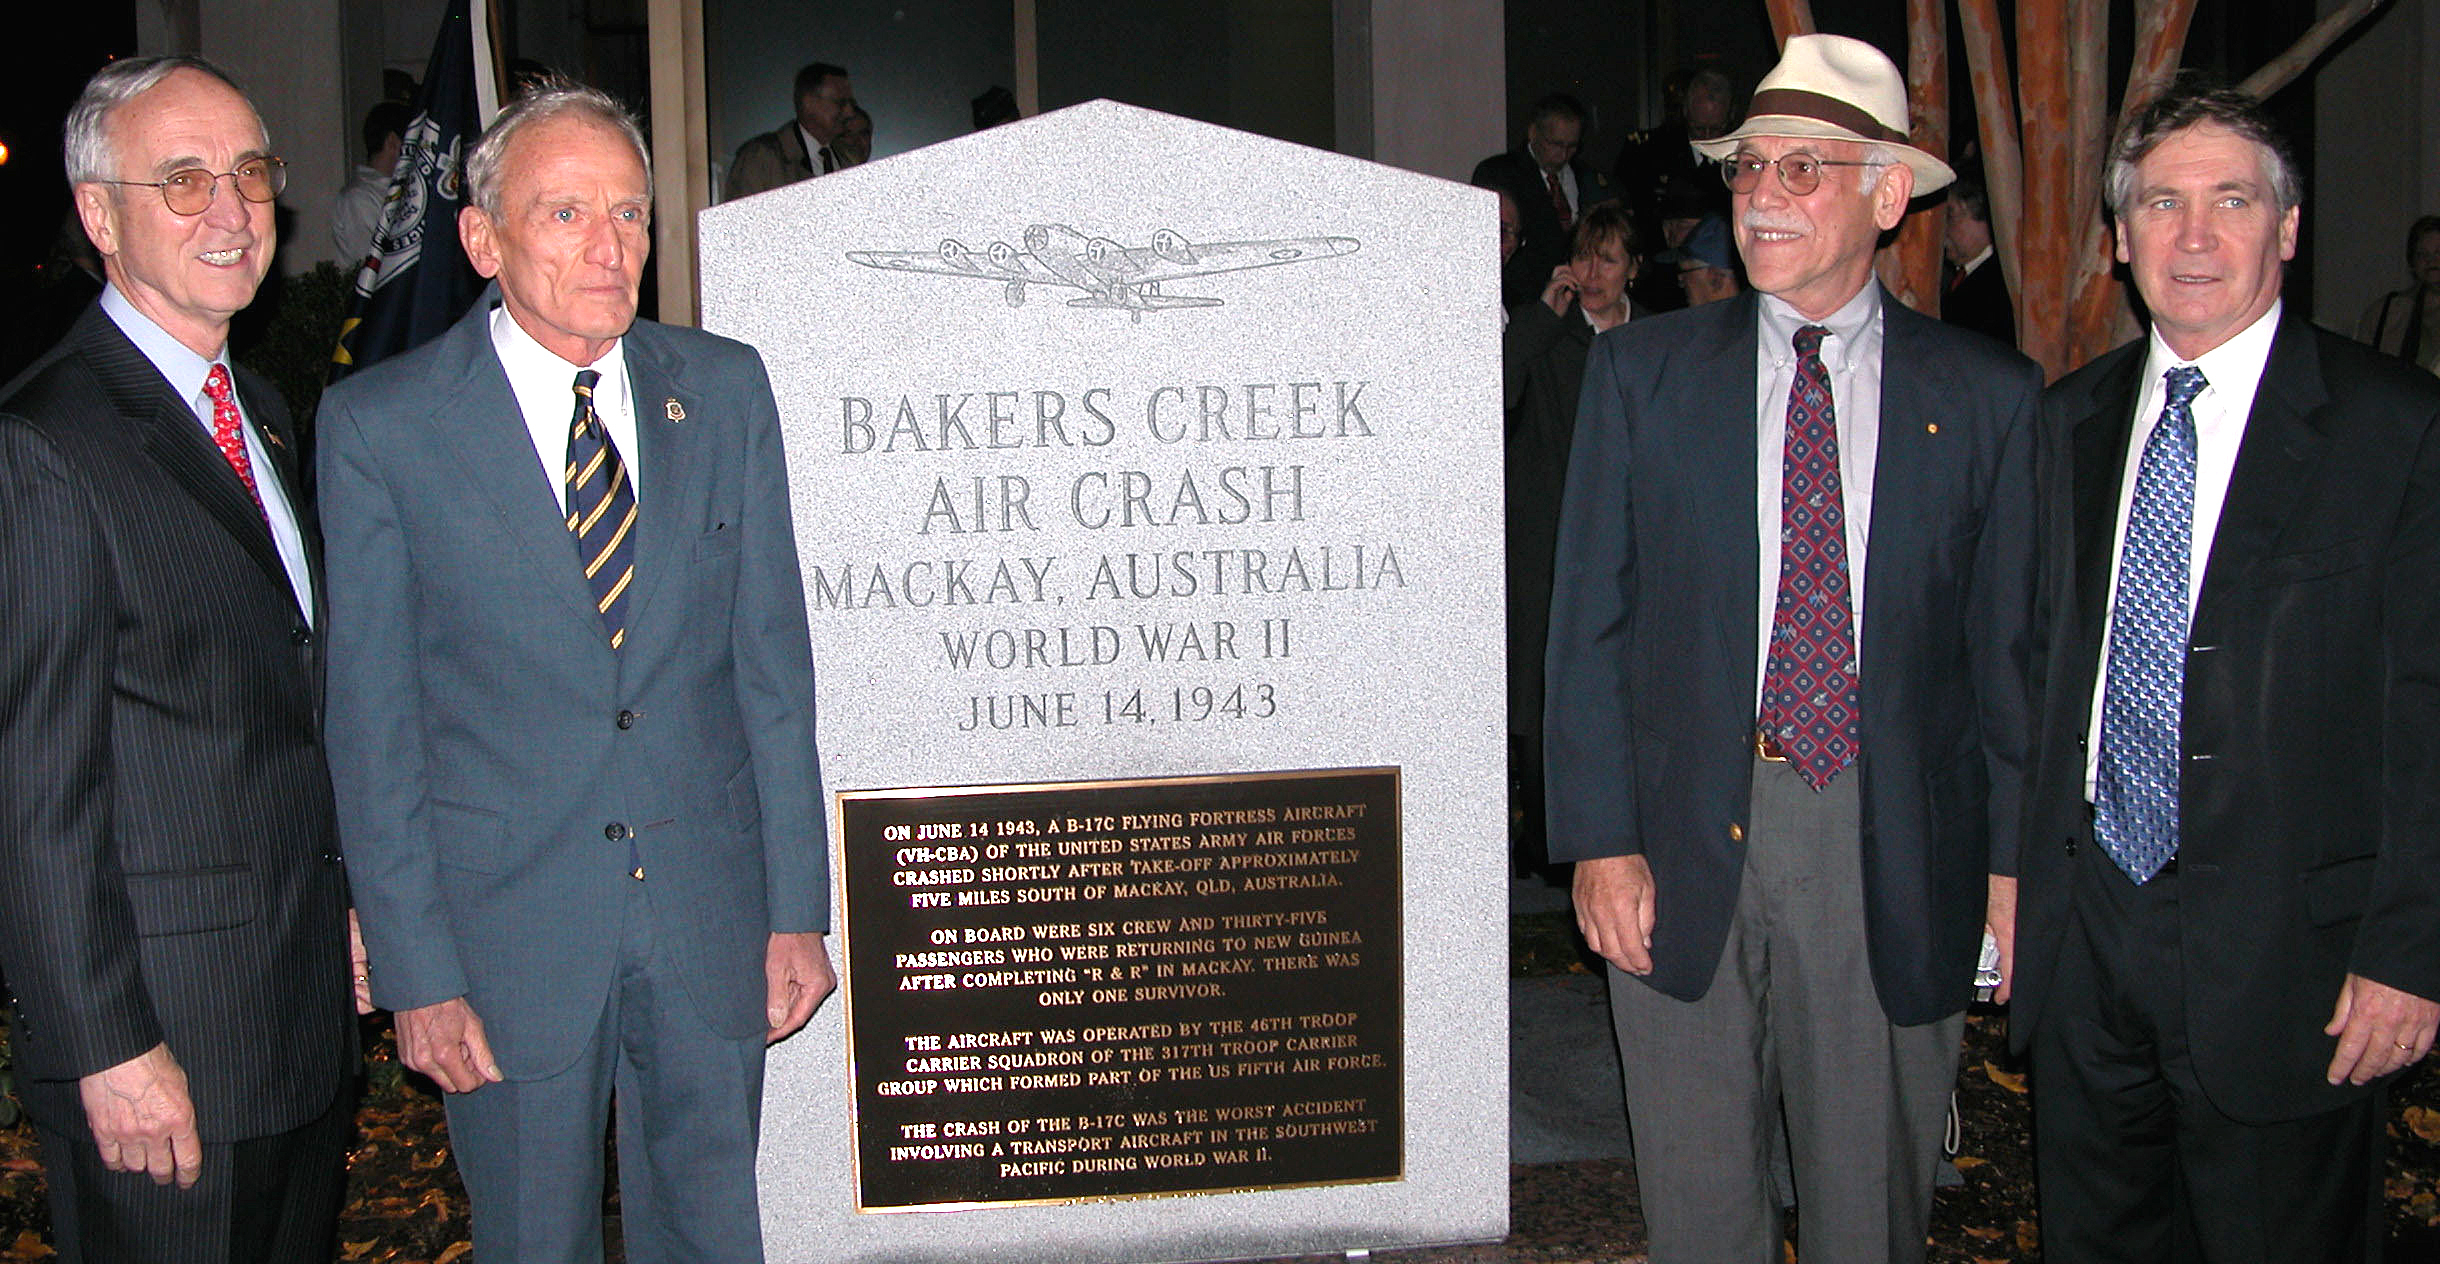 BAKERS CREEK
AIR CRASH
MACKAY, AUSTRALIA
WORLD WAR II
JUNE 14, 1943
ON JUNE 14 1943, A B-17C FLYING FORTRESS AIRCRAFT
(VH-CBA) OF THE UNITED STATES ARMY AIR FORCES
CRASHED SHORTLY AFTER TAKE-OFF APPROXIMATELY
FIVE MILES SOUTH OF MACKAY, QLD, AUSTRALIA.
ON BOARD WERE SIX CREW AND THIRTY-FIVE
PASSENGERS WHO WERE RETURNING TO NEW GUINEA
AFTER COMPLETING "R & R" IN MACKAY. THERE WAS
ONLY ONE SURVIVOR.
THE AIRCRAFT WAS OPERATED BY THE 46TH TROOP
CARRIER SQUADRON OF THE 317TH TROOP CARRIER
GROUP WHICH FORMED PART OF THE US FIFTH AIR FORCE.
THE CRASH OF THE B-17C WAS THE WORST ACCIDENT
INVOLVING A TRANSPORT AIRCRAFT IN THE SOUTHWEST
PACIFIC DURING WORLD WAR II.